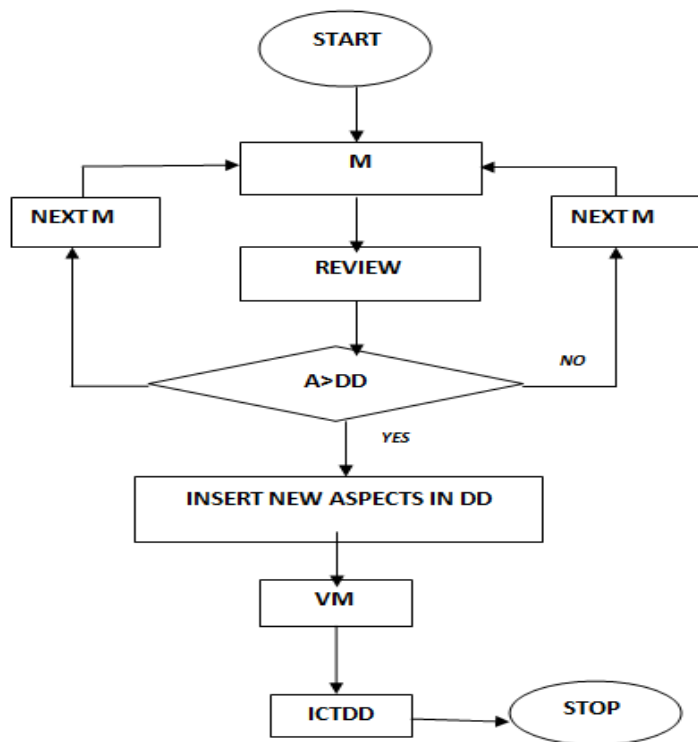 START
M
NEXT M
NEXT M
REVIEW
A>DD
NO
YES
INSERT NEW ASPECTS IN DD
VM
ICTDD
STOP